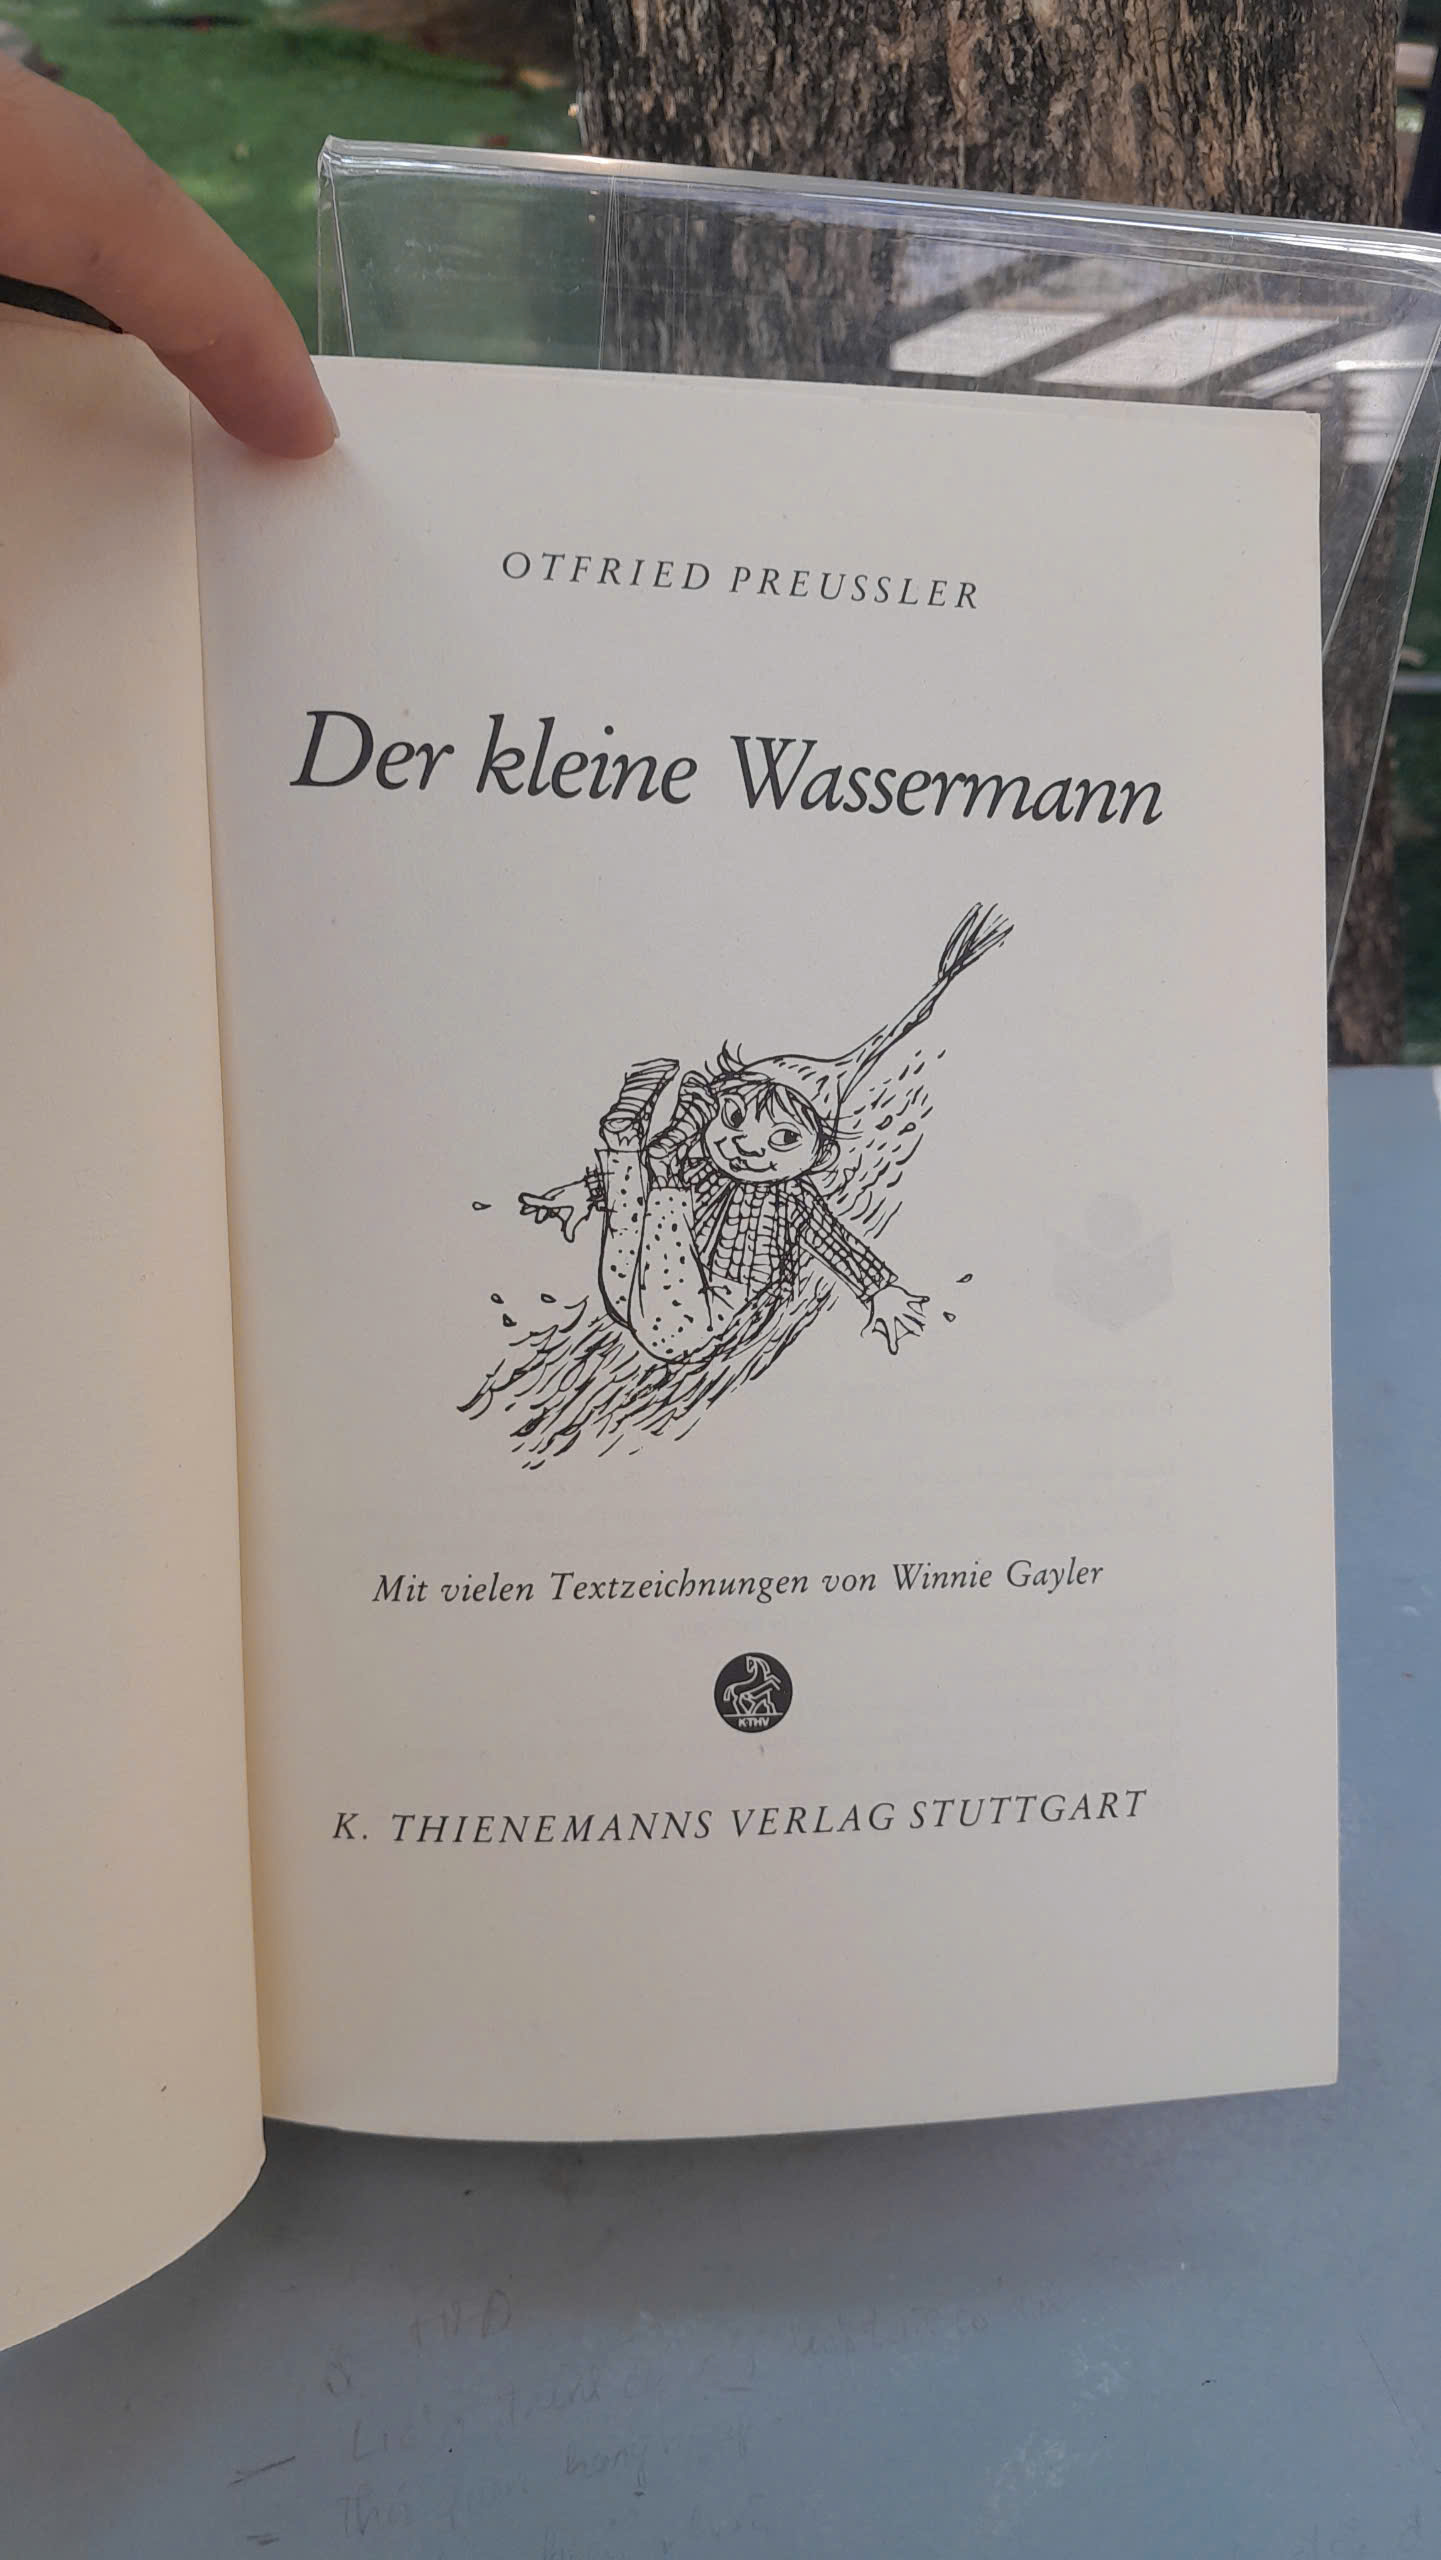 OTFRIED PREUSSLER
Der kleine Wassermann
Mit vielen Textzeichnungen von Winnie Gayler
KTHV
K. THIENEMANNS VERLAG STUTTGART